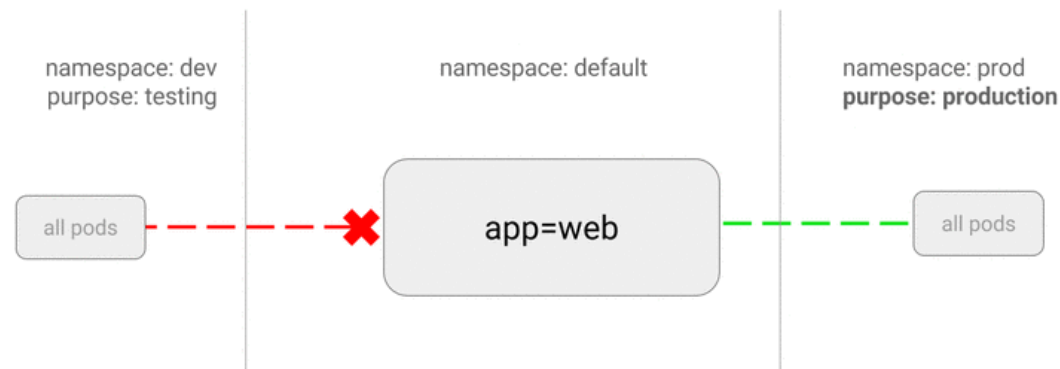 namespace: dev
purpose: testing
namespace: default
namespace: prod
purpose: production
all pods
app=web
all pods